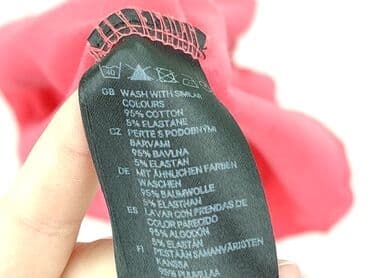 40
GB WASH WITH SIMILAR
COLOURS
95% COTTON
5% ELASTANE
CZ PERTE S PODOBNÝMI
BARVAMI
95% BAVLNA
5% ELASTAN
DE MIT ÄHNLICHEN FARBEN
WASCHEN
95% BAUMWOLLE
5% ELASTHAN
ES LAVAR CON PRENDAS DE
COLOR PARECIDO
95% ALGODÓN
5% ELASTÁN
FI PESTÄÄN SAMANVÄRISTEN
KANSSA
95% PUUVILLAA